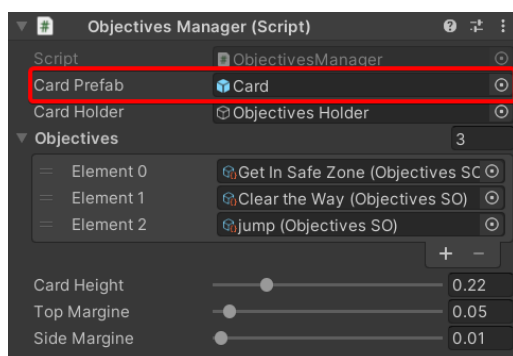 Objectives Manager (Script)
Script ObjectivesManager
Card Prefab Card
Card Holder Objectives Holder
Objectives 3
Element 0 Get In Safe Zone (Objectives SO
Element 1 Clear the Way (Objectives SO)
Element 2 jump (Objectives SO)
+ −
Card Height 0.22
Top Margine 0.05
Side Margine 0.01